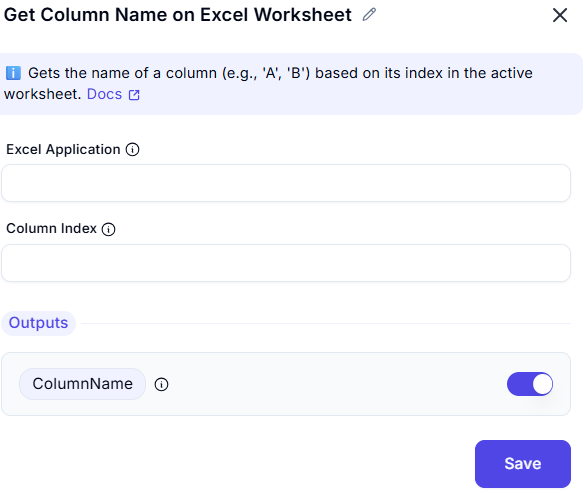 Get Column Name on Excel Worksheet
Gets the name of a column (e.g., 'A', 'B') based on its index in the active
worksheet. Docs
Excel Application
Column Index
Outputs
ColumnName
Save